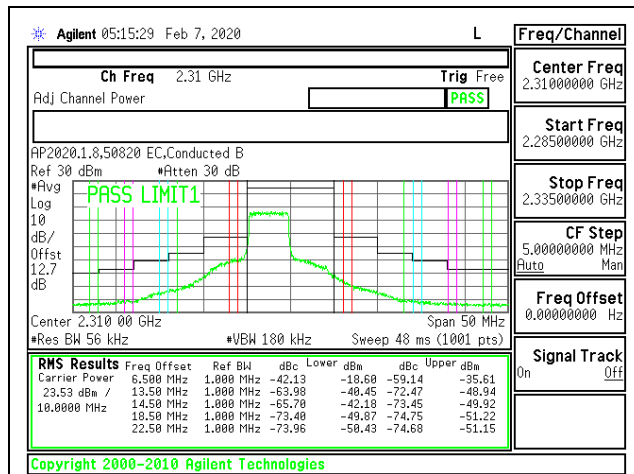 Agilent 05:15:29 Feb 7, 2020 L
Freq/Channel
Ch Freq 2.31 GHz Trig Free
Adj Channel Power PASS
Center Freq
2.31000000 GHz
Start Freq
2.28500000 GHz
Stop Freq
2.33500000 GHz
CF Step
5.00000000 MHz
Auto Man
Freq Offset
0.00000000 Hz
Signal Track
On Off
AP2020.1.8,50820 EC,Conducted B
Ref 30 dBm #Atten 30 dB
#Avg
Log
10
dB/
Offst
12.7
dB
PASS LIMIT1
Center 2.310 00 GHz Span 50 MHz
#Res BW 56 kHz #VBW 180 kHz Sweep 48 ms (1001 pts)
RMS Results Freq Offset Ref BW dBc Lower dBm dBc Upper dBm
Carrier Power 6.500 MHz 1.000 MHz -42.13 -18.60 -59.14 -35.61
23.53 dBm / 13.50 MHz 1.000 MHz -63.98 -40.45 -72.47 -48.94
10.0000 MHz 14.50 MHz 1.000 MHz -65.70 -42.18 -73.45 -49.92
18.50 MHz 1.000 MHz -73.40 -49.87 -74.75 -51.22
22.50 MHz 1.000 MHz -73.96 -50.43 -74.68 -51.15
Copyright 2000-2010 Agilent Technologies